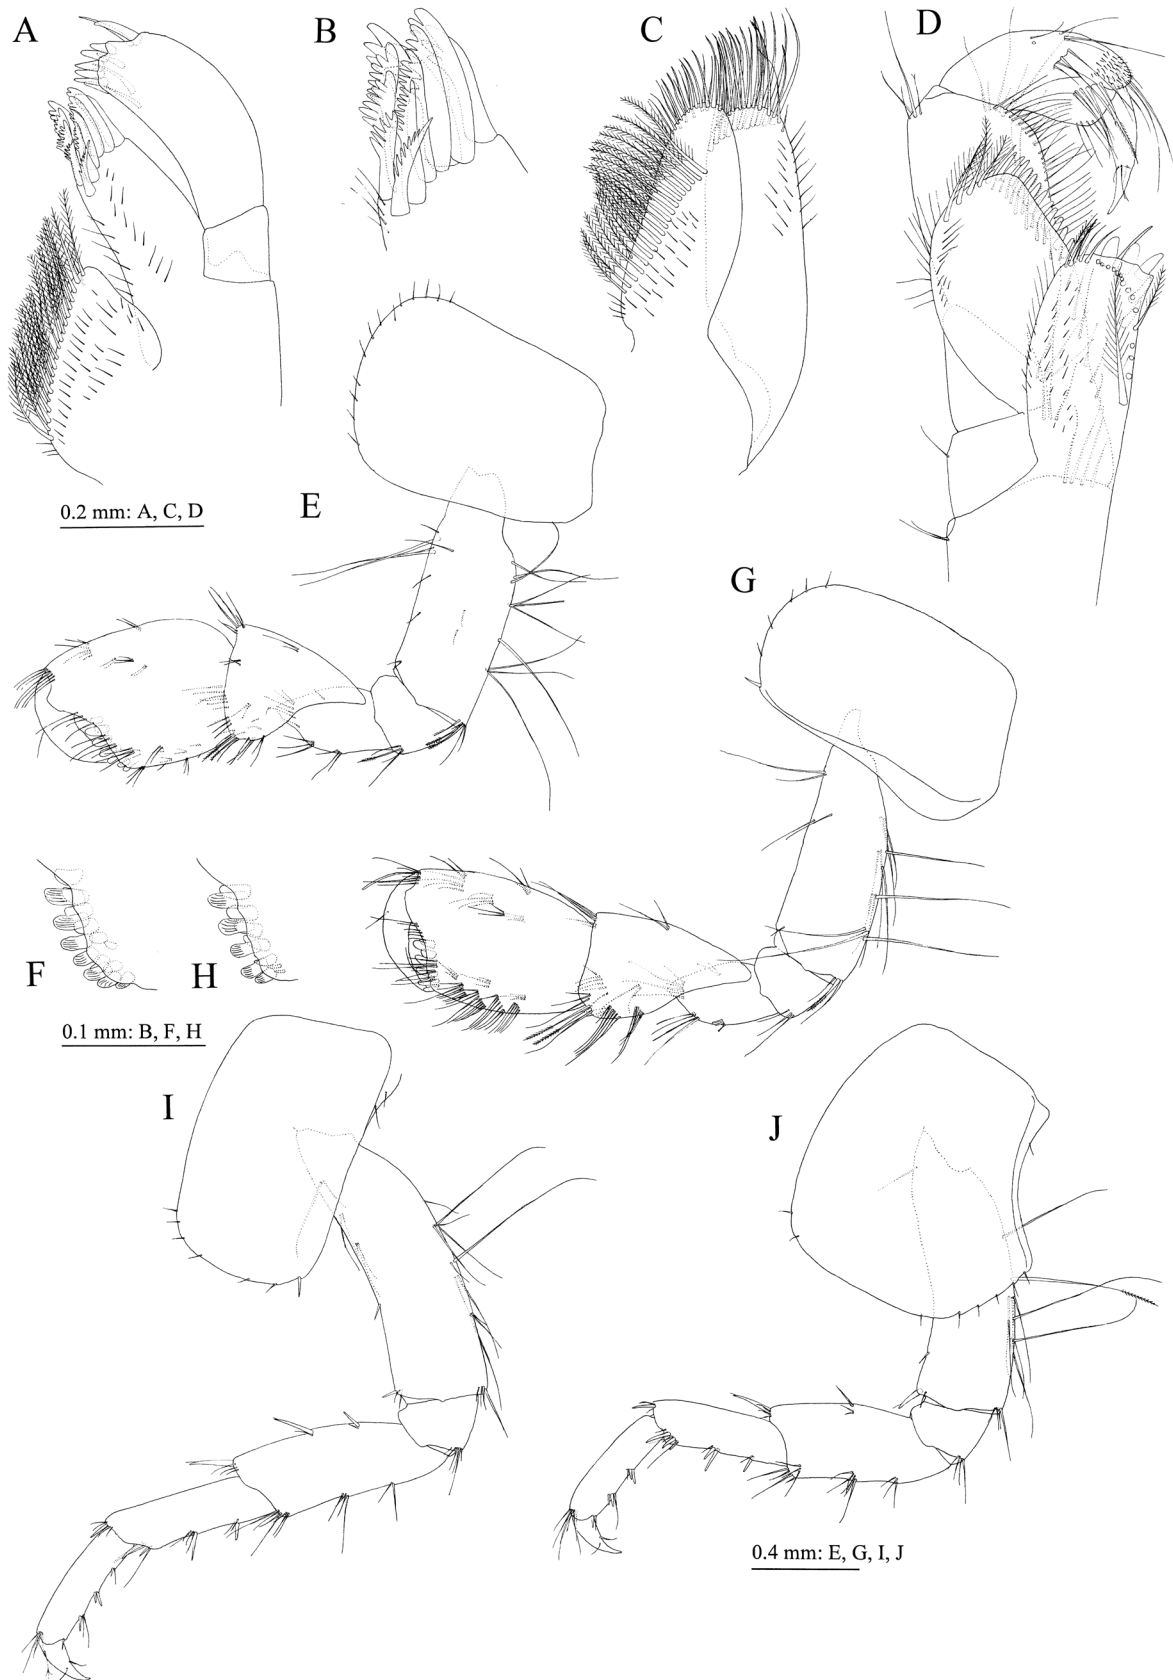 A
B
C
D
0.2 mm: A, C, D
E
G
F
H
0.1 mm: B, F, H
I
J
0.4 mm: E, G, I, J